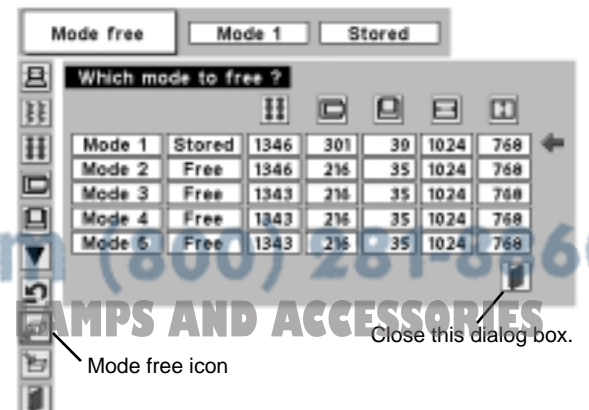 Mode free Mode 1 Stored
Which mode to free ?
Mode 1 Stored 1346 301 39 1024 768
Mode 2 Free 1346 216 35 1024 768
Mode 3 Free 1343 216 35 1024 768
Mode 4 Free 1343 216 35 1024 768
Mode 5 Free 1343 216 35 1024 768
m (800) 281-8860
LAMPS AND ACCESSORIES
Close this dialog box.
Mode free icon